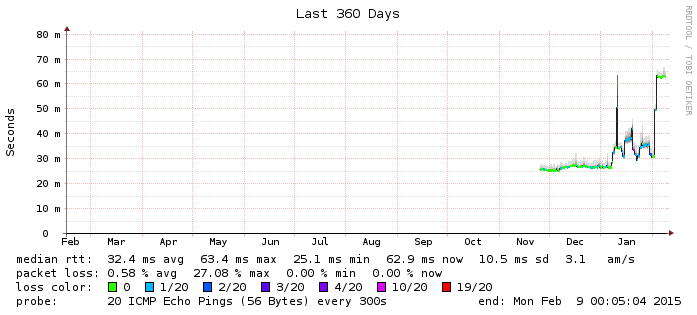 Last 360 Days
RRDTOOL / TOBI OETIKER
Seconds
80 m
70 m
60 m
50 m
40 m
30 m
20 m
10 m
0
Feb Mar Apr May Jun Jul Aug Sep Oct Nov Dec Jan
median rtt: 32.4 ms avg 63.4 ms max 25.1 ms min 62.9 ms now 10.5 ms sd 3.1 am/s
packet loss: 0.58 % avg 27.08 % max 0.00 % min 0.00 % now
loss color: 0 1/20 2/20 3/20 4/20 10/20 19/20
probe: 20 ICMP Echo Pings (56 Bytes) every 300s end: Mon Feb 9 00:05:04 2015